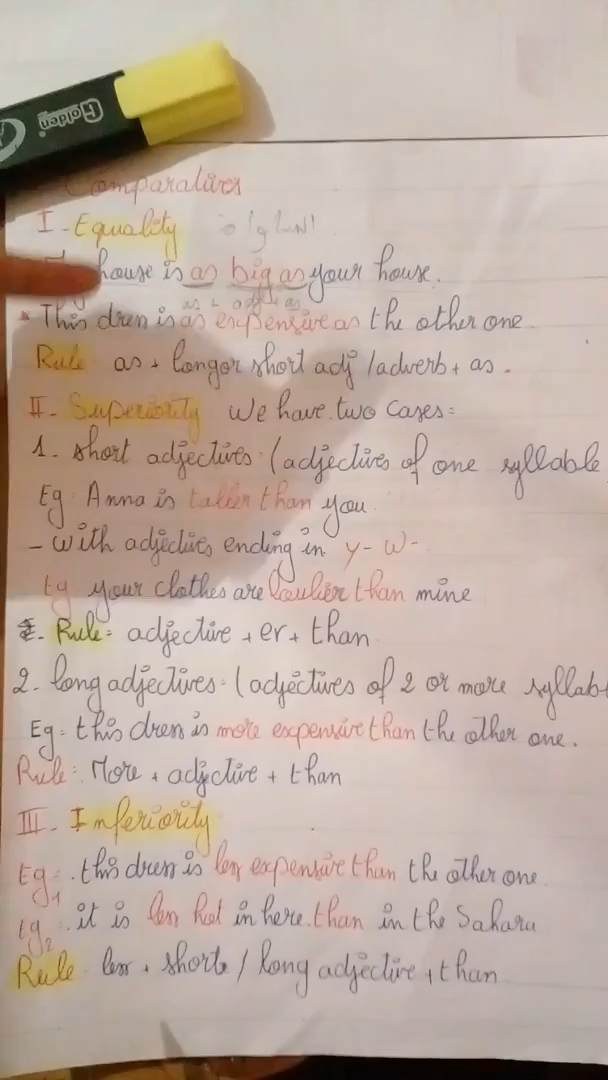 Golden
Comparatives
I - Equality
house is as big as your house.
as + adj + as
* This dress is as expensive as the other one
Rule: as + long or short adj / adverb + as.
II - Superiority We have two cases:
1. short adjectives (adjectives of one syllable
Eg Anna is taller than you
- with adjectives ending in y - w -
Eg your clothes are than mine
Rule: adjective + er + than
2. long adjectives (adjectives of 2 or more syllab
Eg: this dress is more expensive than the other one.
Rule: More + adjective + than
III - Inferiority
Eg1 this dress is less expensive than the other one
Eg2 it is less hot in here than in the Sahara
Rule less + short / long adjective + than